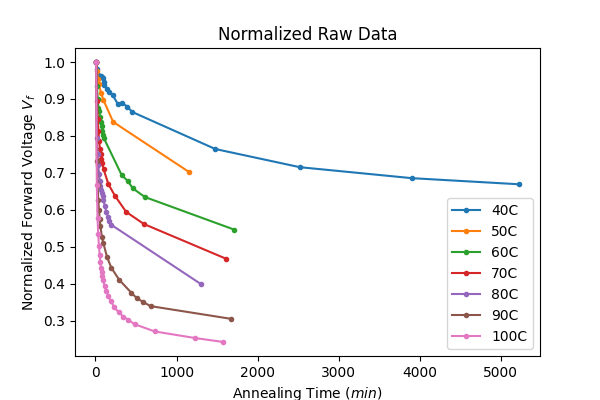 Normalized Raw Data
Normalized Forward Voltage V_f
1.0
0.9
0.8
0.7
0.6
0.5
0.4
0.3
40C
50C
60C
70C
80C
90C
100C
0 1000 2000 3000 4000 5000
Annealing Time (min)